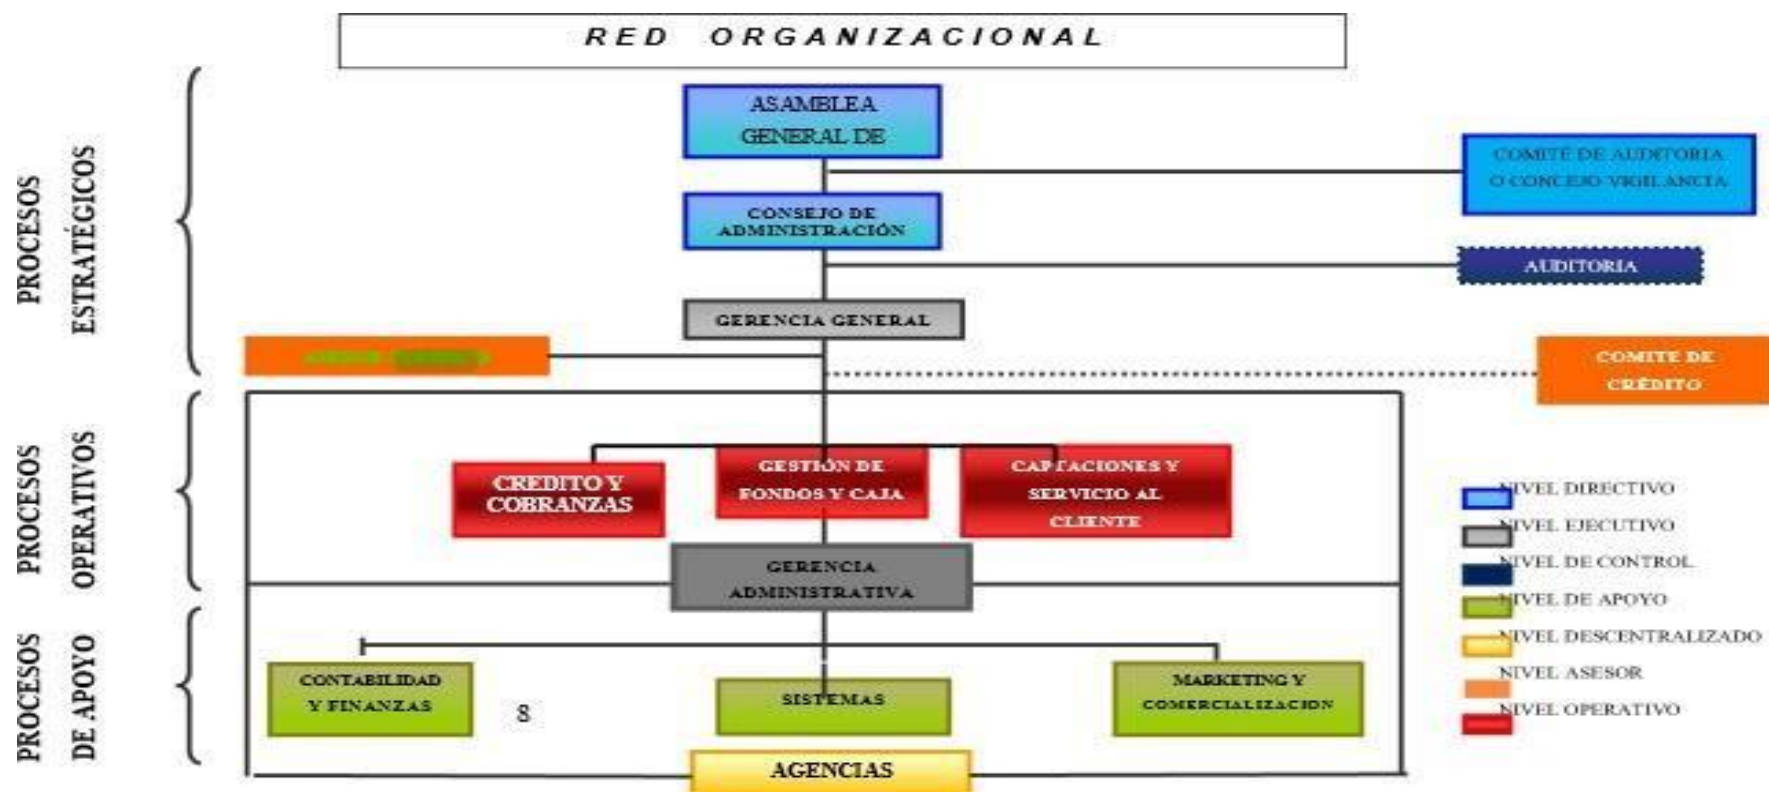 RED ORGANIZACIONAL
PROCESOS
ESTRATÉGICOS
ASAMBLEA
GENERAL DE
COMITÉ DE AUDITORIA
O CONCEJO VIGILANCIA
CONSEJO DE
ADMINISTRACIÓN
AUDITORIA
GERENCIA GENERAL
COMITE DE
CRÉDITO
PROCESOS
OPERATIVOS
CREDITO Y
COBRANZAS
GESTIÓN DE
FONDOS Y CAJA
CAPTACIONES Y
SERVICIO AL
CLIENTE
GERENCIA
ADMINISTRATIVA
PROCESOS
DE APOYO
CONTABILIDAD
Y FINANZAS
8
SISTEMAS
MARKETING Y
COMERCIALIZACION
AGENCIAS
NIVEL DIRECTIVO
NIVEL EJECUTIVO
NIVEL DE CONTROL
NIVEL DE APOYO
NIVEL DESCENTRALIZADO
NIVEL ASESOR
NIVEL OPERATIVO